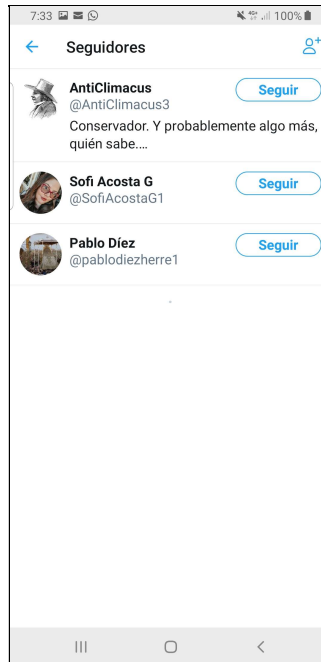 7:33 100%
Seguidores
AntiClimacus Seguir
@AntiClimacus3
Conservador. Y probablemente algo más,
quién sabe....
Sofi Acosta G Seguir
@SofiAcostaG1
Pablo Díez Seguir
@pablodiezherre1